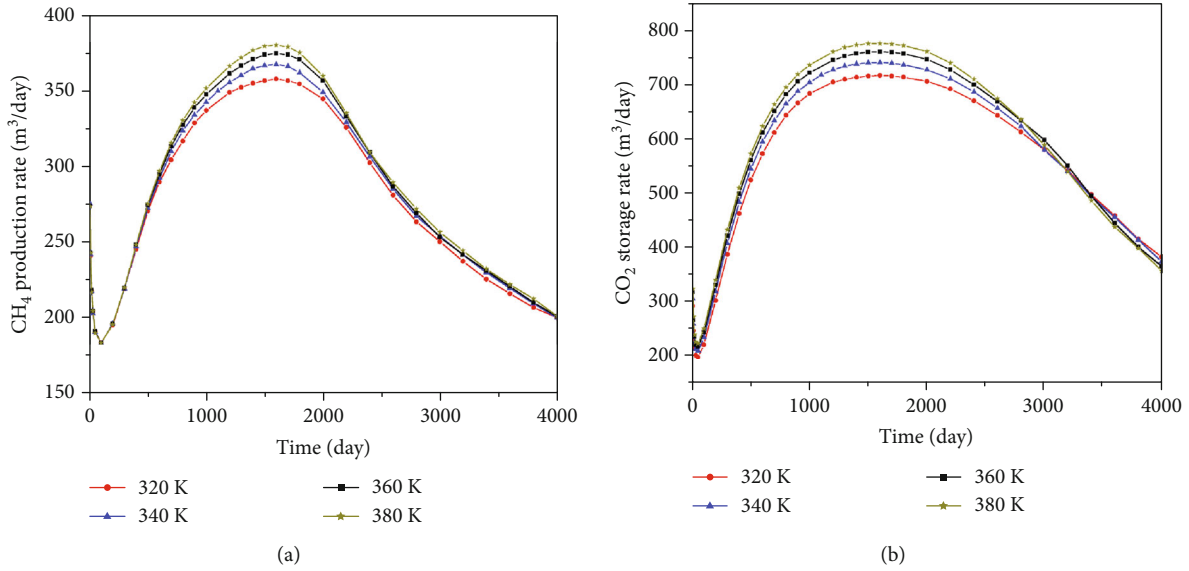 400
350
300
250
200
150
CH₄ production rate (m³/day)
0 1000 2000 3000 4000
Time (day)
320 K
360 K
340 K
380 K
(a)
800
700
600
500
400
300
200
CO₂ storage rate (m³/day)
0 1000 2000 3000 4000
Time (day)
320 K
360 K
340 K
380 K
(b)